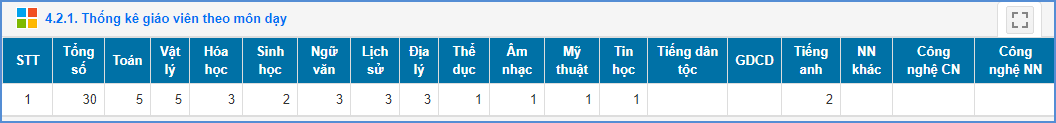 4.2.1. Thống kê giáo viên theo môn dạy
STT Tổng số Toán Vật lý Hóa học Sinh học Ngữ văn Lịch sử Địa lý Thể dục Âm nhạc Mỹ thuật Tin học Tiếng dân tộc GDCD Tiếng anh NN khác Công nghệ CN Công nghệ NN
1 30 5 5 3 2 3 3 3 1 1 1 1 2